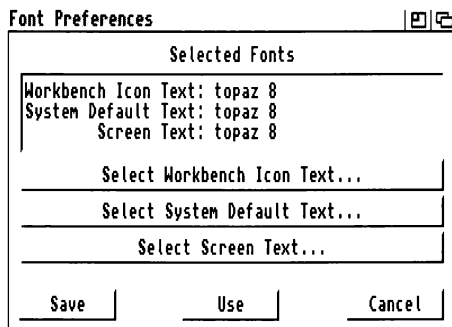 Font Preferences
Selected Fonts
Workbench Icon Text: topaz 8
System Default Text: topaz 8
Screen Text: topaz 8
Select Workbench Icon Text...
Select System Default Text...
Select Screen Text...
Save Use Cancel